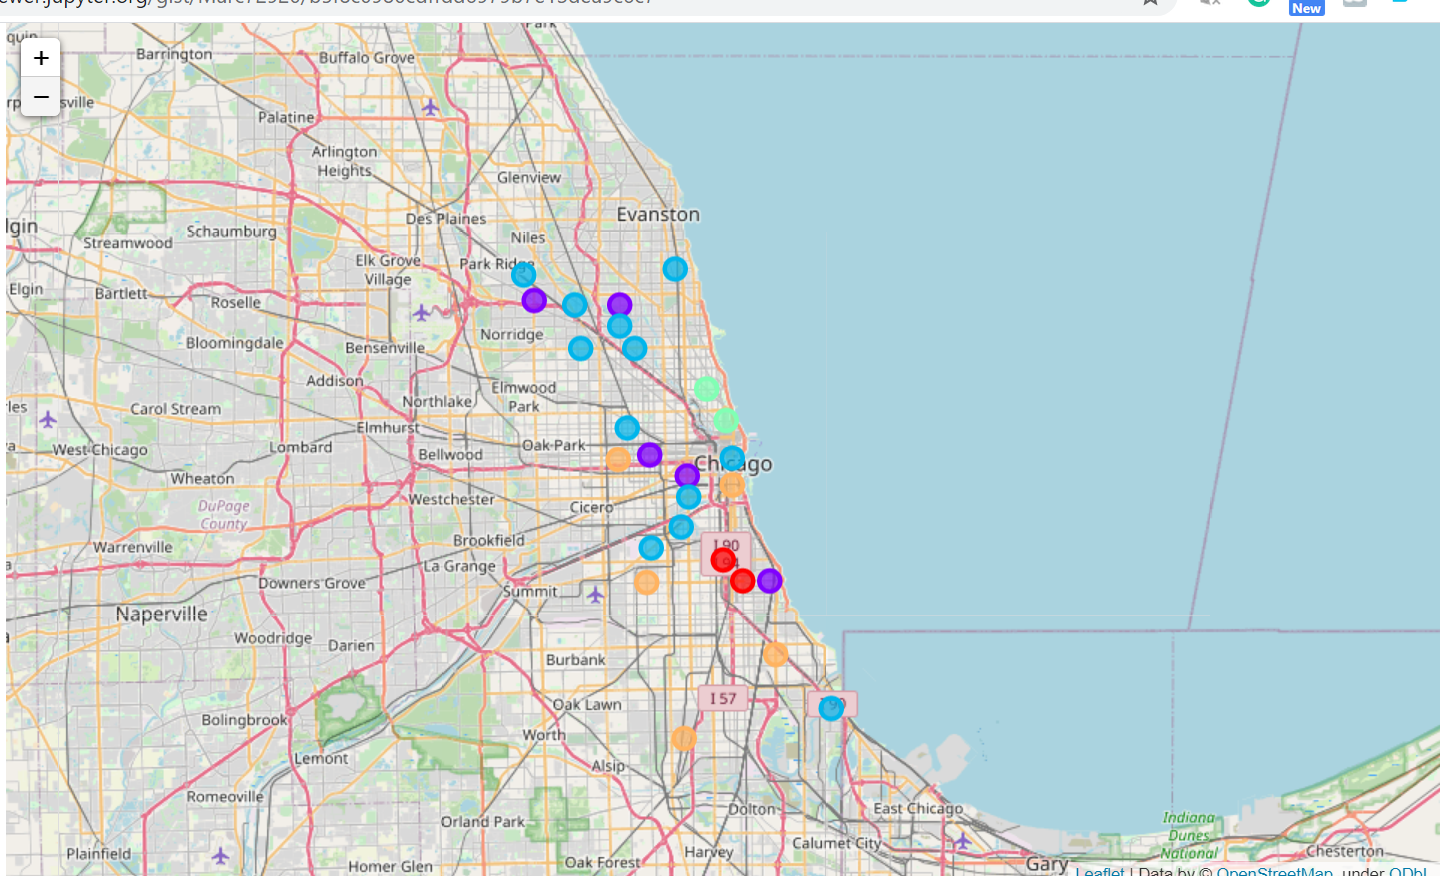 New
+
−
Barrington
Buffalo Grove
Park
Palatine
Arlington
Heights
Glenview
Evanston
Des Plaines
Niles
Schaumburg
Streamwood
Elk Grove
Village
Park Ridge
Elgin
Bartlett
Roselle
Norridge
Bloomingdale
Bensenville
Addison
Elmwood
Park
Northlake
Carol Stream
Elmhurst
West Chicago
Lombard
Oak Park
Bellwood
Chicago
Wheaton
DuPage
County
Westchester
Cicero
Warrenville
Brookfield
I 90
La Grange
Downers Grove
Summit
Naperville
Woodridge
Darien
Burbank
I 57
Oak Lawn
Bolingbrook
Worth
Lemont
Alsip
Romeoville
Dolton
East Chicago
Orland Park
Indiana
Dunes
National
Calumet City
Plainfield
Harvey
Chesterton
Homer Glen
Oak Forest
Gary
Leaflet | Data by © OpenStreetMap, under ODbL